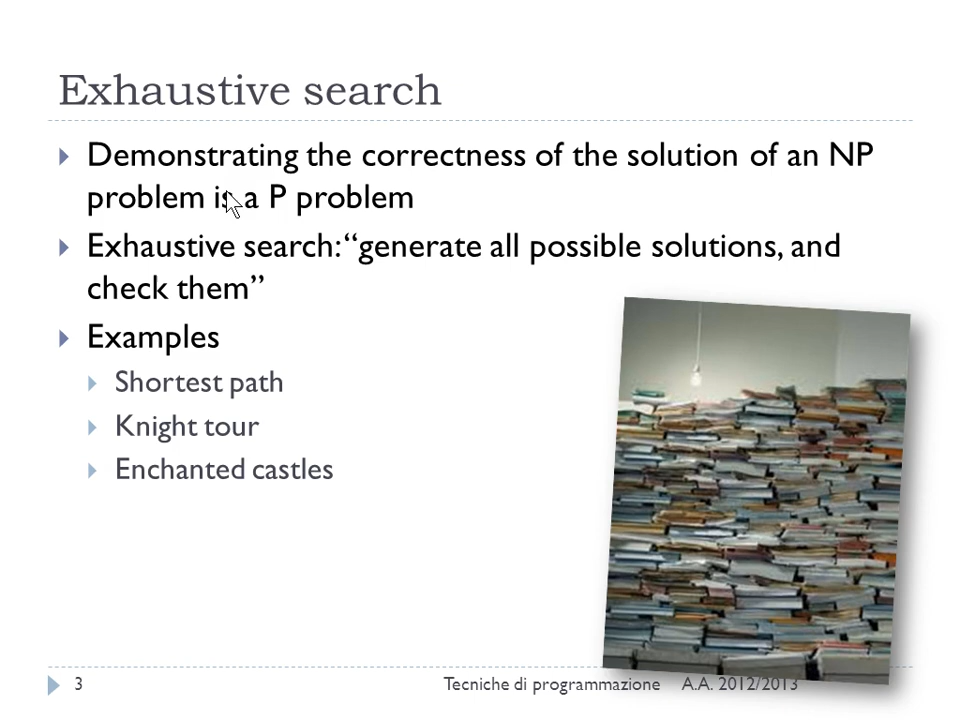 Exhaustive search
Demonstrating the correctness of the solution of an NP
problem is a P problem
Exhaustive search: “generate all possible solutions, and
check them”
Examples
Shortest path
Knight tour
Enchanted castles
3
Tecniche di programmazione A.A. 2012/2013